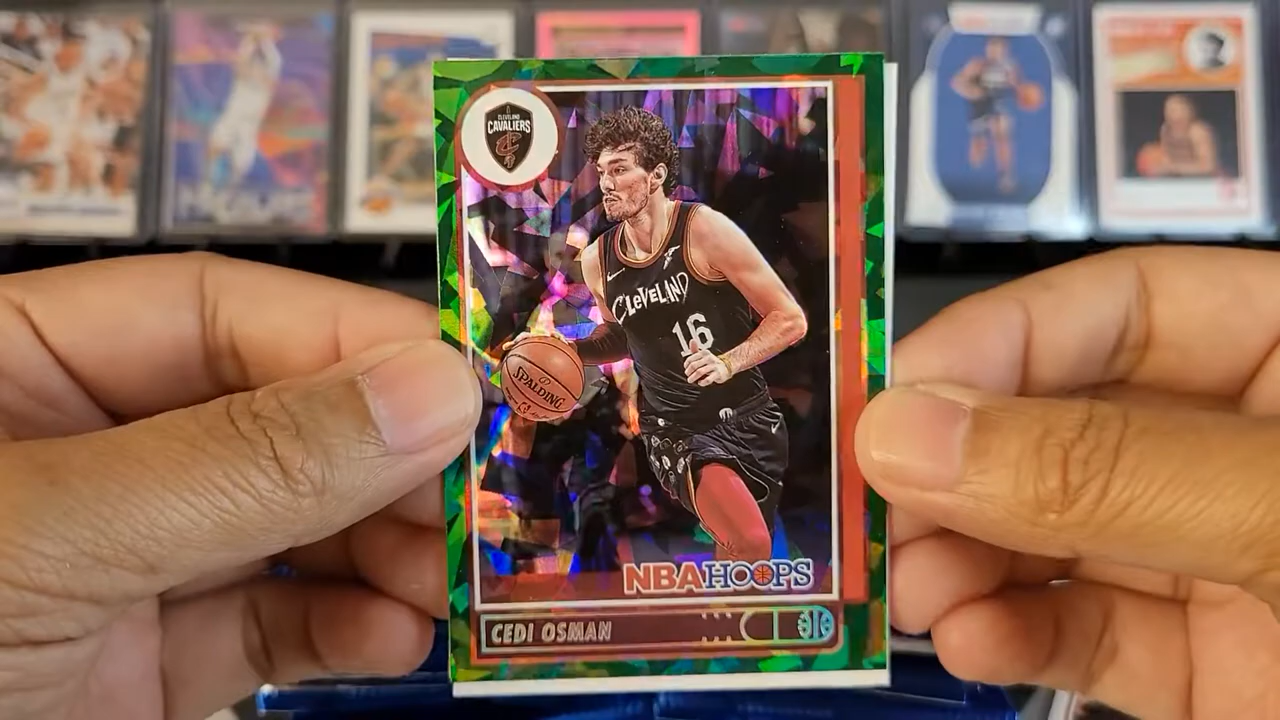 CLEVELAND
CAVALIERS
CLEVELAND
16
SPALDING
NBA HOOPS
CEDI OSMAN